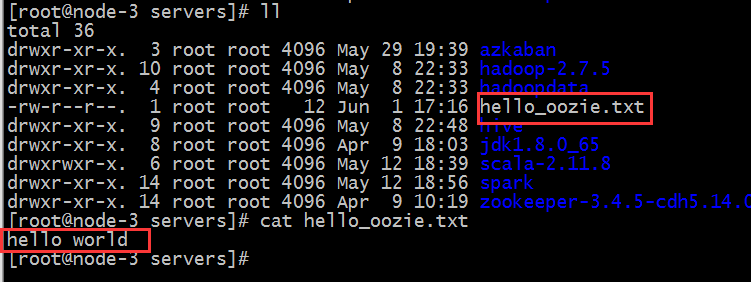 [root@node-3 servers]# ll
total 36
drwxr-xr-x.  3 root root 4096 May 29 19:39 azkaban
drwxr-xr-x. 10 root root 4096 May  8 22:33 hadoop-2.7.5
drwxr-xr-x.  4 root root 4096 May  8 22:33 hadoopdata
-rw-r--r--.  1 root root   12 Jun  1 17:16 hello_oozie.txt
drwxr-xr-x.  9 root root 4096 May  8 22:48 hive
drwxr-xr-x.  8 root root 4096 Apr  9 18:03 jdk1.8.0_65
drwxrwxr-x.  6 root root 4096 May 12 18:39 scala-2.11.8
drwxr-xr-x. 14 root root 4096 May 12 18:56 spark
drwxr-xr-x. 14 root root 4096 Apr  9 10:19 zookeeper-3.4.5-cdh5.14.0
[root@node-3 servers]# cat hello_oozie.txt
hello world
[root@node-3 servers]#